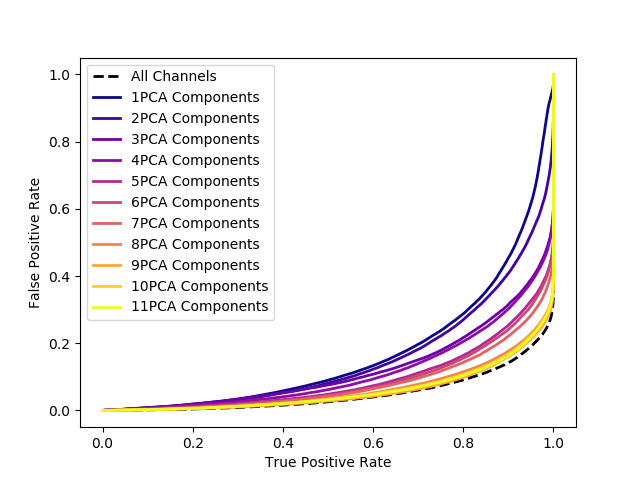 All Channels
1PCA Components
2PCA Components
3PCA Components
4PCA Components
5PCA Components
6PCA Components
7PCA Components
8PCA Components
9PCA Components
10PCA Components
11PCA Components
False Positive Rate
1.0
0.8
0.6
0.4
0.2
0.0
0.0 0.2 0.4 0.6 0.8 1.0
True Positive Rate